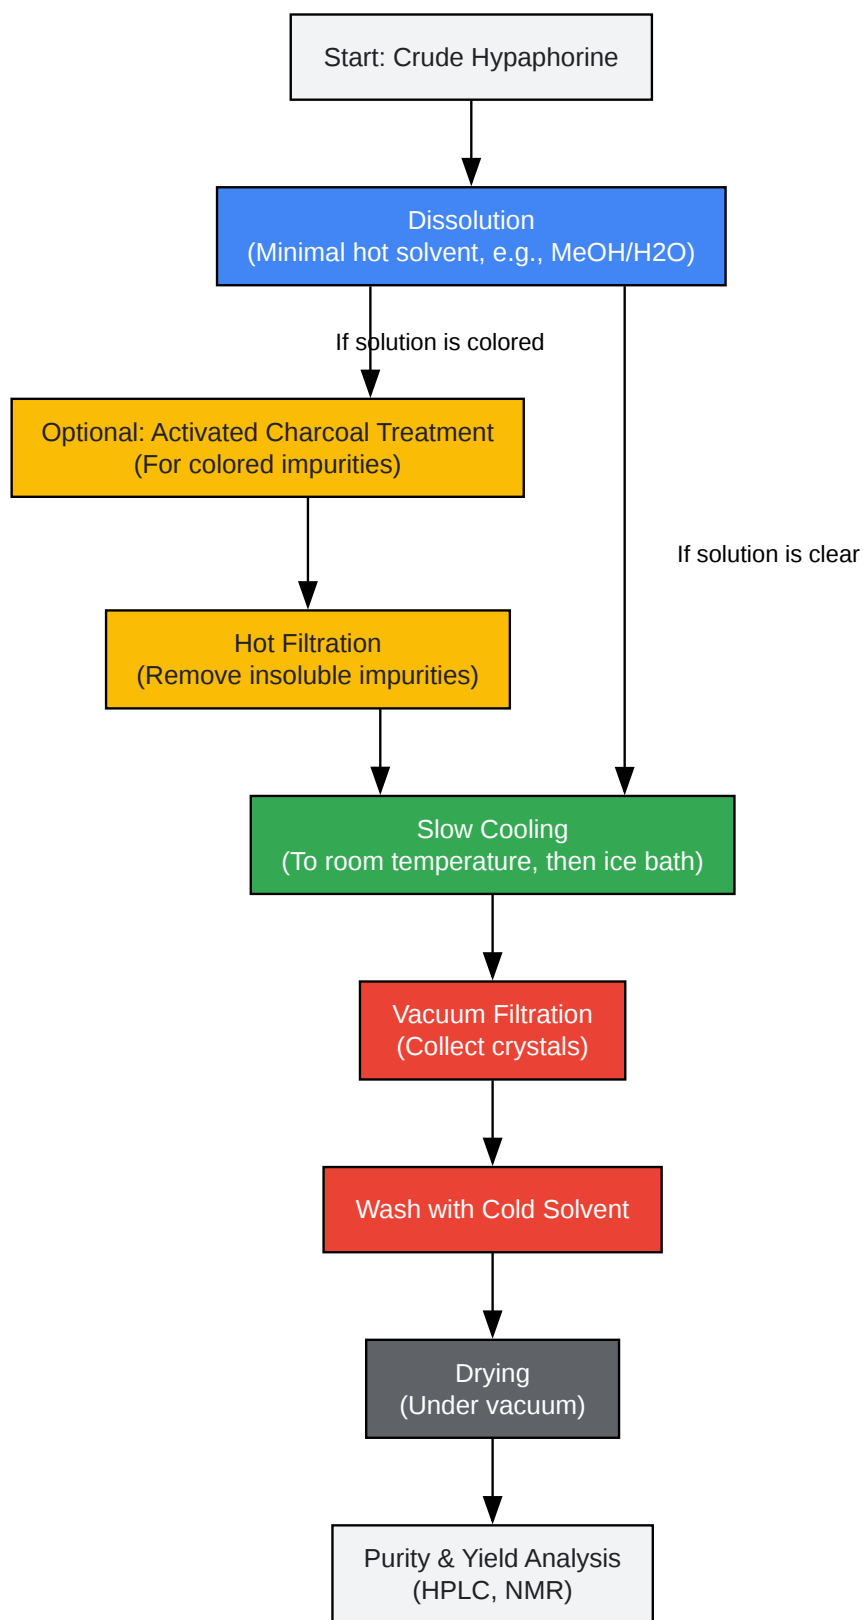 Start: Crude Hypaphorine
Dissolution
(Minimal hot solvent, e.g., MeOH/H2O)
If solution is colored
Optional: Activated Charcoal Treatment
(For colored impurities)
If solution is clear
Hot Filtration
(Remove insoluble impurities)
Slow Cooling
(To room temperature, then ice bath)
Vacuum Filtration
(Collect crystals)
Wash with Cold Solvent
Drying
(Under vacuum)
Purity & Yield Analysis
(HPLC, NMR)